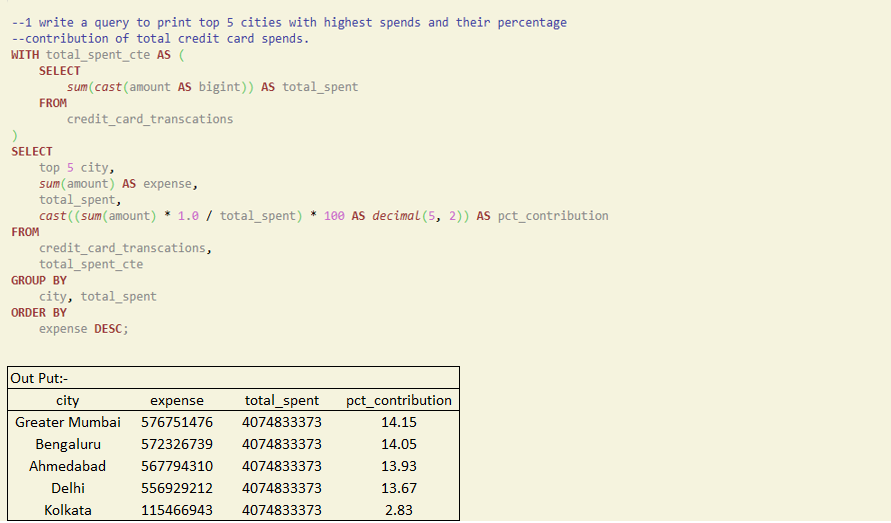 --1 write a query to print top 5 cities with highest spends and their percentage
--contribution of total credit card spends.
WITH total_spent_cte AS (
SELECT
sum(cast(amount AS bigint)) AS total_spent
FROM
credit_card_transcations
)
SELECT
top 5 city,
sum(amount) AS expense,
total_spent,
cast((sum(amount) * 1.0 / total_spent) * 100 AS decimal(5, 2)) AS pct_contribution
FROM
credit_card_transcations,
total_spent_cte
GROUP BY
city, total_spent
ORDER BY
expense DESC;
Out Put:-
city expense total_spent pct_contribution
Greater Mumbai 576751476 4074833373 14.15
Bengaluru 572326739 4074833373 14.05
Ahmedabad 567794310 4074833373 13.93
Delhi 556929212 4074833373 13.67
Kolkata 115466943 4074833373 2.83